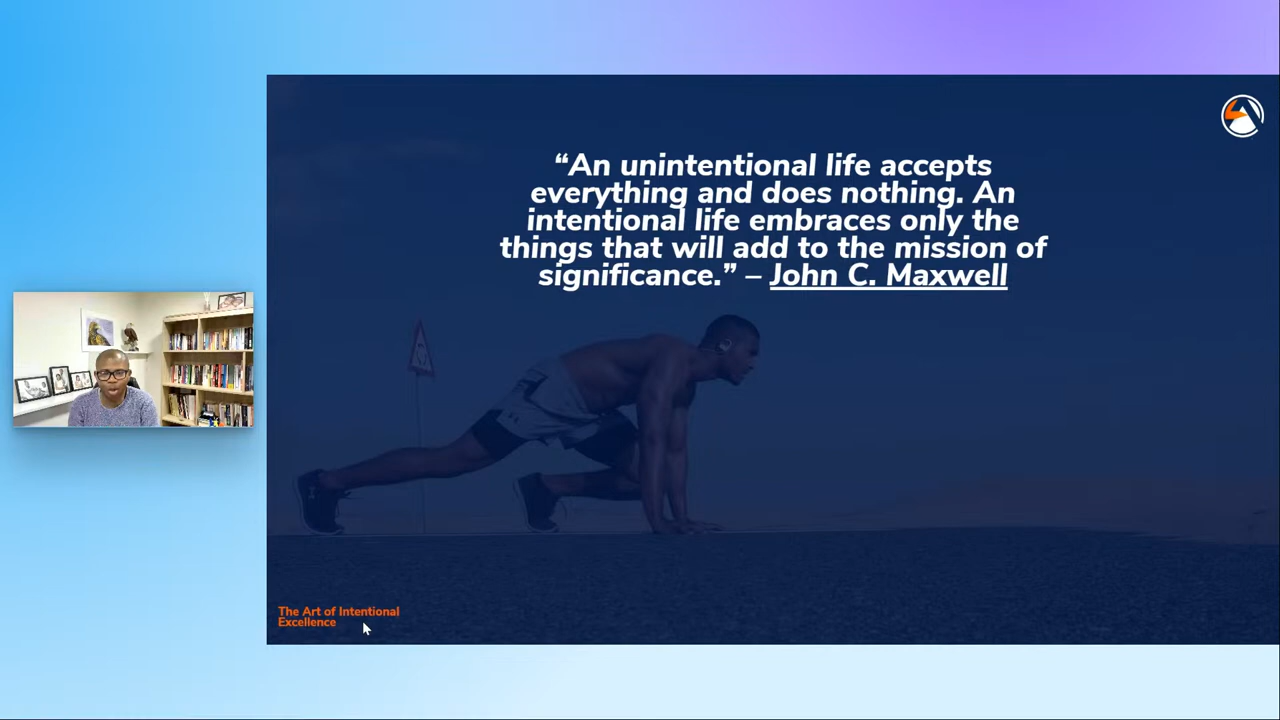 “An unintentional life accepts
everything and does nothing. An
intentional life embraces only the
things that will add to the mission of
significance.” – John C. Maxwell
The Art of Intentional
Excellence